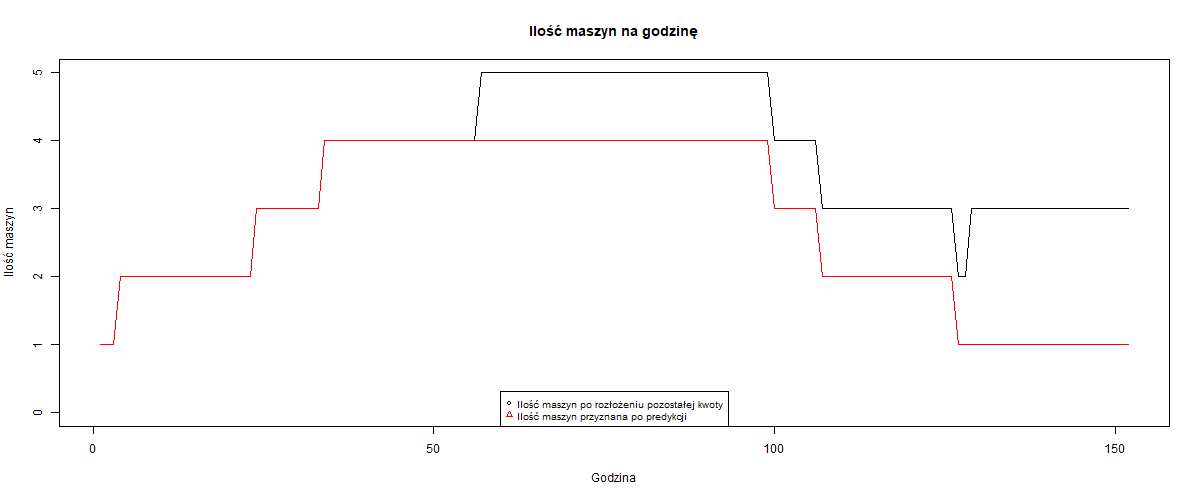 Ilość maszyn na godzinę
Ilość maszyn
5
4
3
2
1
0
Ilość maszyn po rozłożeniu pozostałej kwoty
Ilość maszyn przyznana po predykcji
0 50 100 150
Godzina